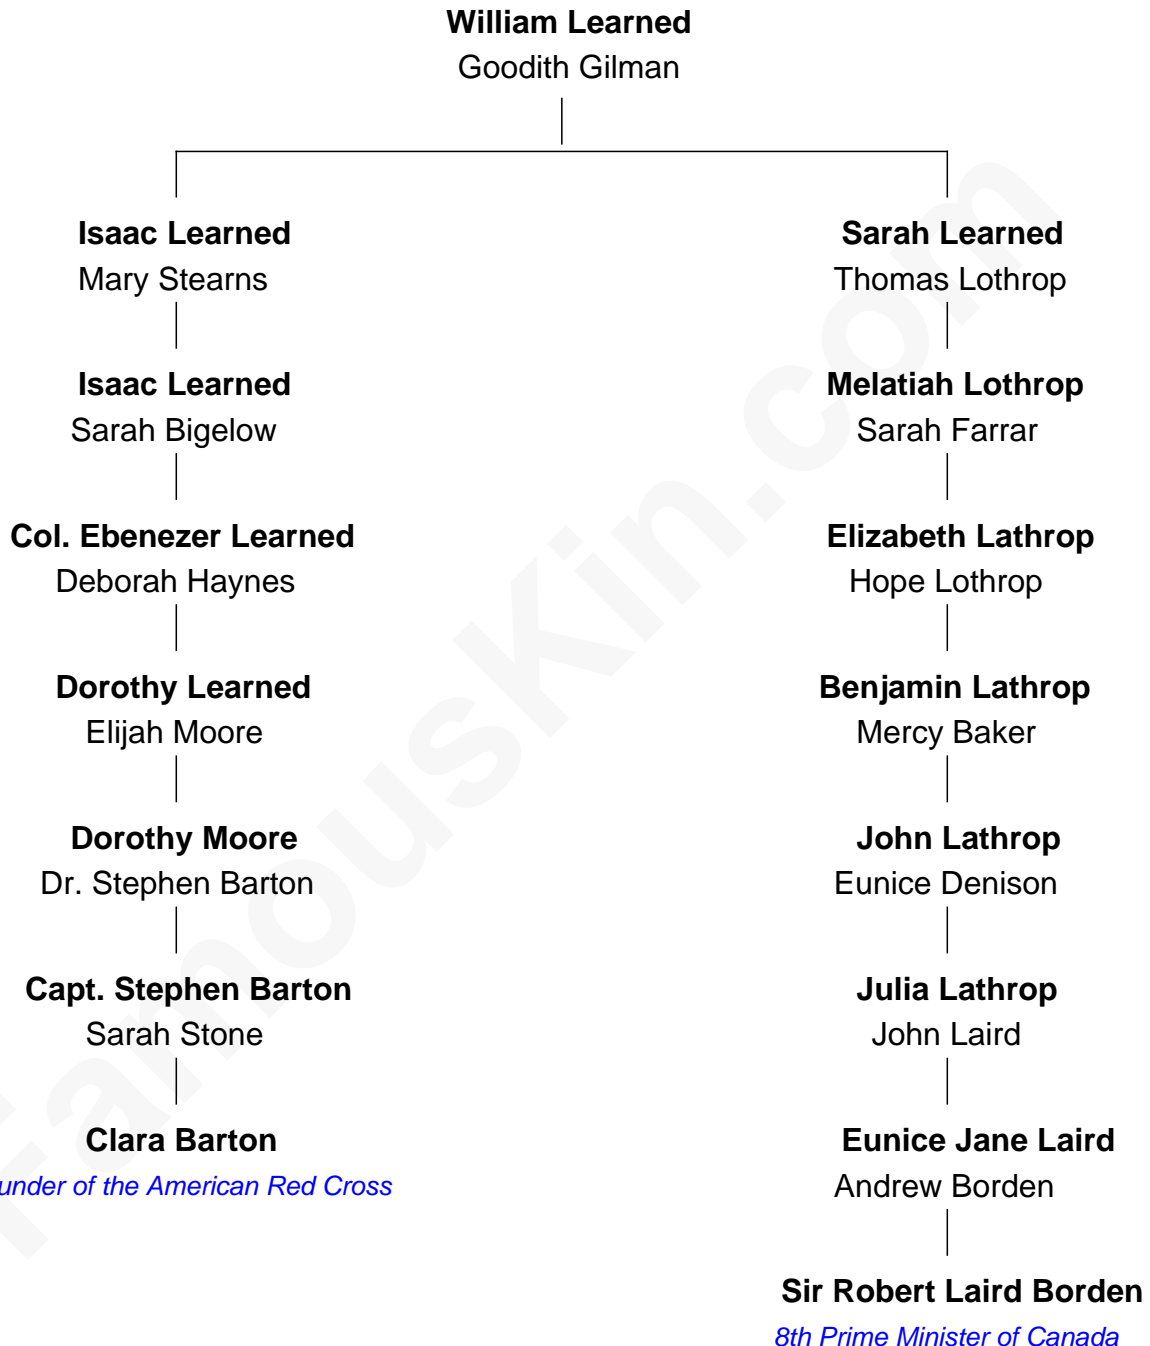 William Learned
Goodith Gilman
Isaac Learned
Mary Stearns
Sarah Learned
Thomas Lothrop
Isaac Learned
Sarah Bigelow
Melatiah Lothrop
Sarah Farrar
Col. Ebenezer Learned
Deborah Haynes
Elizabeth Lathrop
Hope Lothrop
Dorothy Learned
Elijah Moore
Benjamin Lathrop
Mercy Baker
Dorothy Moore
Dr. Stephen Barton
John Lathrop
Eunice Denison
Capt. Stephen Barton
Sarah Stone
Julia Lathrop
John Laird
Clara Barton
under of the American Red Cross
Eunice Jane Laird
Andrew Borden
Sir Robert Laird Borden
8th Prime Minister of Canada
FamousKin.com